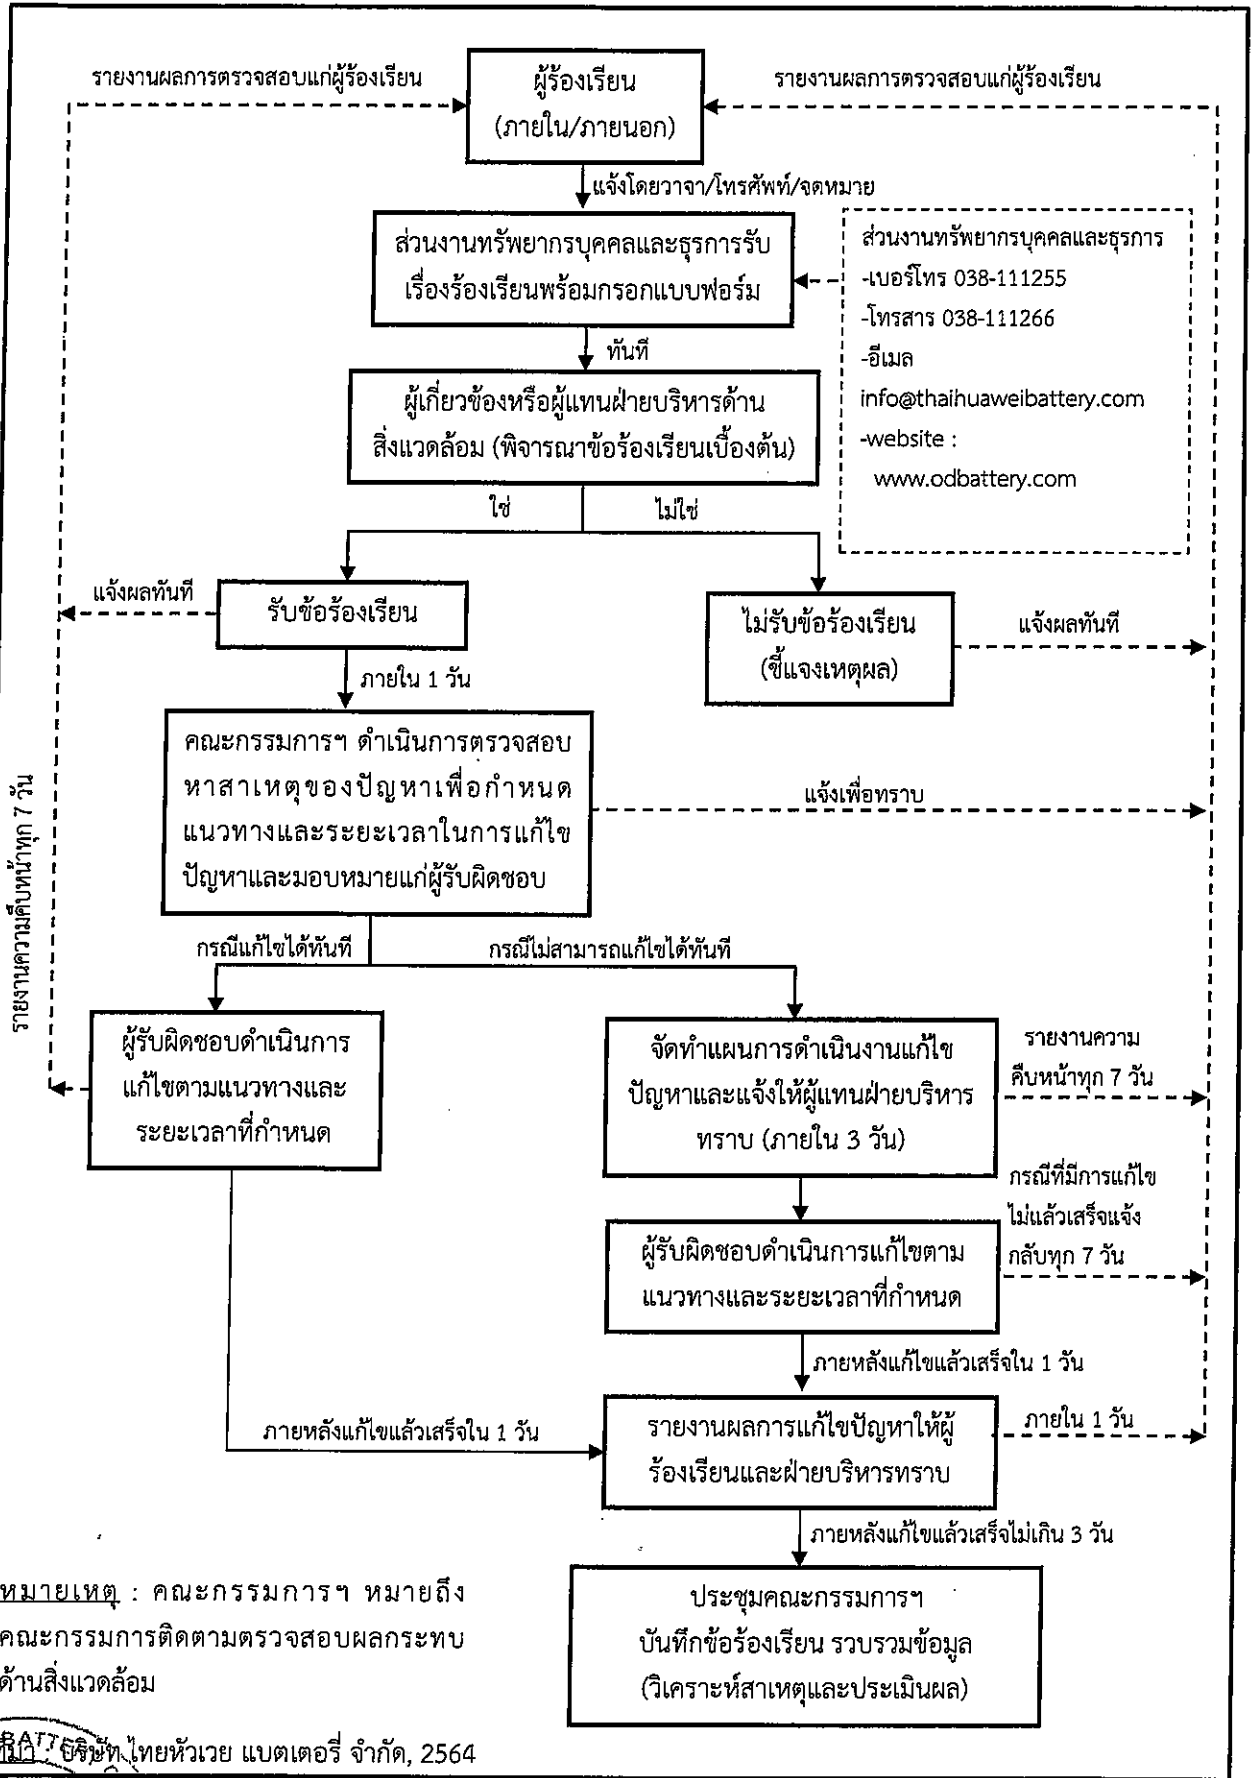 รายงานผลการตรวจสอบแก่ผู้ร้องเรียน
ผู้ร้องเรียน
(ภายใน/ภายนอก)
รายงานผลการตรวจสอบแก่ผู้ร้องเรียน
แจ้งโดยวาจา/โทรศัพท์/จดหมาย
ส่วนงานทรัพยากรบุคคลและธุรการรับ
เรื่องร้องเรียนพร้อมกรอกแบบฟอร์ม
ส่วนงานทรัพยากรบุคคลและธุรการ
-เบอร์โทร 038-111255
-โทรสาร 038-111266
-อีเมล
info@thaihuaweibattery.com
-website :
www.odbattery.com
ทันที
ผู้เกี่ยวข้องหรือผู้แทนฝ่ายบริหารด้าน
สิ่งแวดล้อม (พิจารณาข้อร้องเรียนเบื้องต้น)
ใช่
ไม่ใช่
แจ้งผลทันที
รับข้อร้องเรียน
ไม่รับข้อร้องเรียน
(ชี้แจงเหตุผล)
แจ้งผลทันที
ภายใน 1 วัน
คณะกรรมการฯ ดำเนินการตรวจสอบ
หาสาเหตุของปัญหาเพื่อกำหนด
แนวทางและระยะเวลาในการแก้ไข
ปัญหาและมอบหมายแก่ผู้รับผิดชอบ
แจ้งเพื่อทราบ
รายงานความคืบหน้าทุก 7 วัน
กรณีแก้ไขได้ทันที
กรณีไม่สามารถแก้ไขได้ทันที
ผู้รับผิดชอบดำเนินการ
แก้ไขตามแนวทางและ
ระยะเวลาที่กำหนด
จัดทำแผนการดำเนินงานแก้ไข
ปัญหาและแจ้งให้ผู้แทนฝ่ายบริหาร
ทราบ (ภายใน 3 วัน)
รายงานความ
คืบหน้าทุก 7 วัน
กรณีที่มีการแก้ไข
ไม่แล้วเสร็จแจ้ง
กลับทุก 7 วัน
ผู้รับผิดชอบดำเนินการแก้ไขตาม
แนวทางและระยะเวลาที่กำหนด
ภายหลังแก้ไขแล้วเสร็จใน 1 วัน
ภายหลังแก้ไขแล้วเสร็จใน 1 วัน
รายงานผลการแก้ไขปัญหาให้ผู้
ร้องเรียนและฝ่ายบริหารทราบ
ภายใน 1 วัน
ภายหลังแก้ไขแล้วเสร็จไม่เกิน 3 วัน
ประชุมคณะกรรมการฯ
บันทึกข้อร้องเรียน รวบรวมข้อมูล
(วิเคราะห์สาเหตุและประเมินผล)
หมายเหตุ : คณะกรรมการฯ หมายถึง
คณะกรรมการติดตามตรวจสอบผลกระทบ
ด้านสิ่งแวดล้อม
ที่มา : บริษัท ไทยหัวเวย แบตเตอรี่ จำกัด, 2564